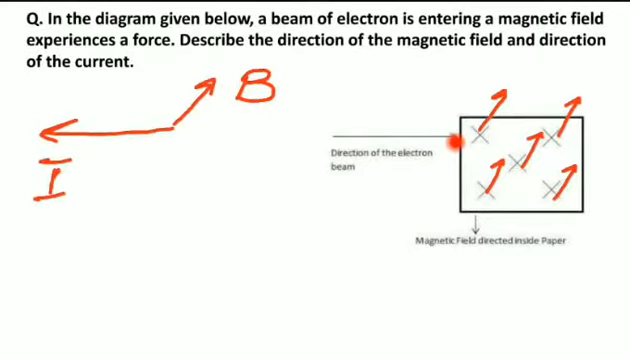 Q. In the diagram given below, a beam of electron is entering a magnetic field
experiences a force. Describe the direction of the magnetic field and direction
of the current.
B
I
Direction of the electron
beam
Magnetic Field directed inside Paper